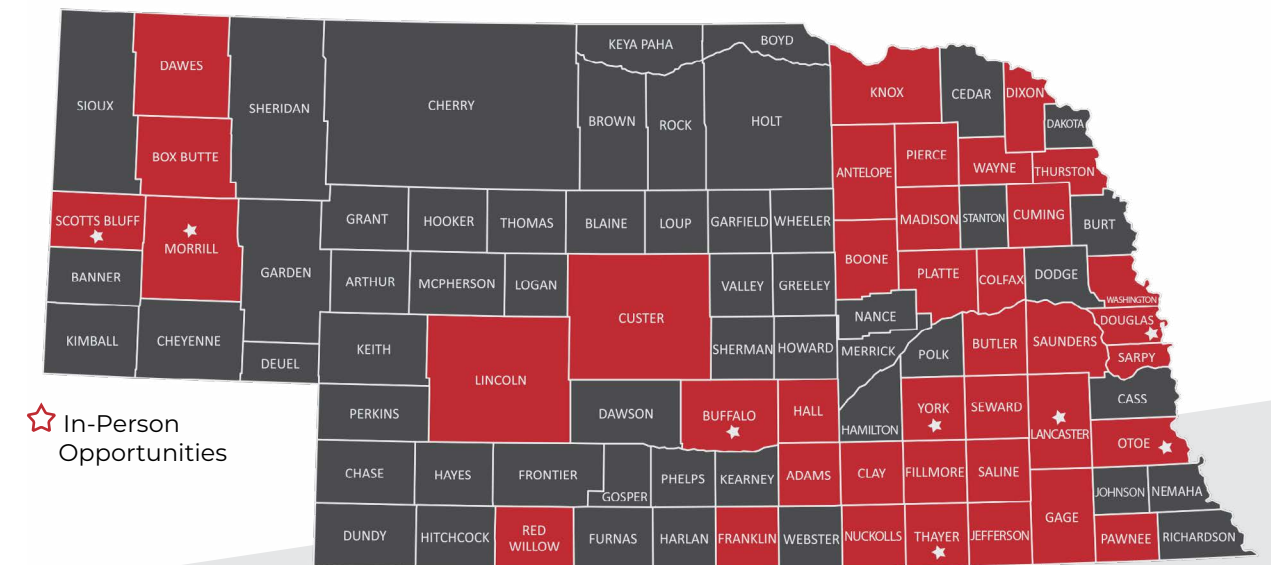 KEYA PAHA
BOYD
DAWES
SIOUX
SHERIDAN
CHERRY
BROWN
ROCK
HOLT
KNOX
CEDAR
DIXON
DAKOTA
BOX BUTTE
ANTELOPE
PIERCE
WAYNE
THURSTON
SCOTTS BLUFF
MORRILL
GRANT
HOOKER
THOMAS
BLAINE
LOUP
GARFIELD
WHEELER
MADISON
STANTON
CUMING
BURT
BANNER
GARDEN
ARTHUR
MCPHERSON
LOGAN
CUSTER
VALLEY
GREELEY
BOONE
PLATTE
COLFAX
DODGE
WASHINGTON
KIMBALL
CHEYENNE
DEUEL
KEITH
LINCOLN
SHERMAN
HOWARD
NANCE
MERRICK
POLK
BUTLER
SAUNDERS
DOUGLAS
SARPY
In-Person
Opportunities
PERKINS
DAWSON
BUFFALO
HALL
HAMILTON
YORK
SEWARD
LANCASTER
CASS
OTOE
CHASE
HAYES
FRONTIER
GOSPER
PHELPS
KEARNEY
ADAMS
CLAY
FILLMORE
SALINE
GAGE
JOHNSON
NEMAHA
DUNDY
HITCHCOCK
RED
WILLOW
FURNAS
HARLAN
FRANKLIN
WEBSTER
NUCKOLLS
THAYER
JEFFERSON
PAWNEE
RICHARDSON